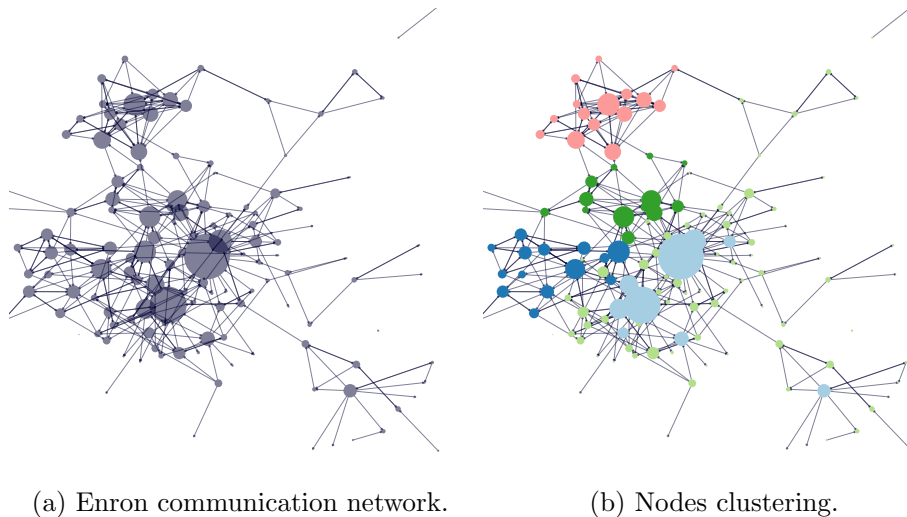 (a) Enron communication network.
(b) Nodes clustering.